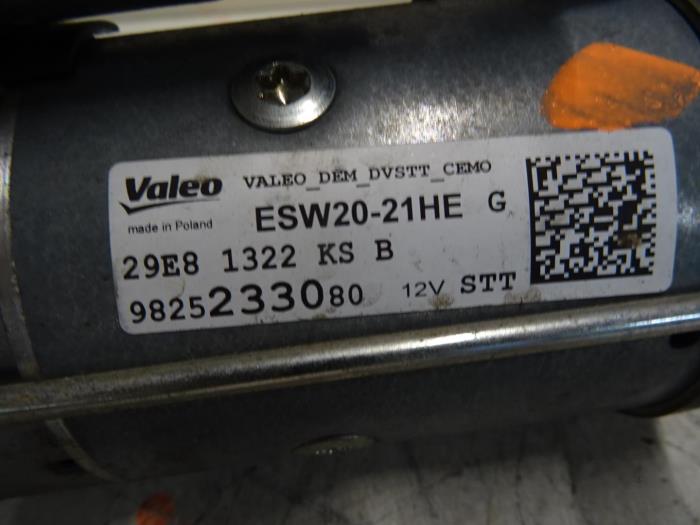 Valeo VALEO_DEM_DVSTT_CEMO
made in Poland ESW20-21HE G
29E8 1322 KS B
9825233080 12V STT